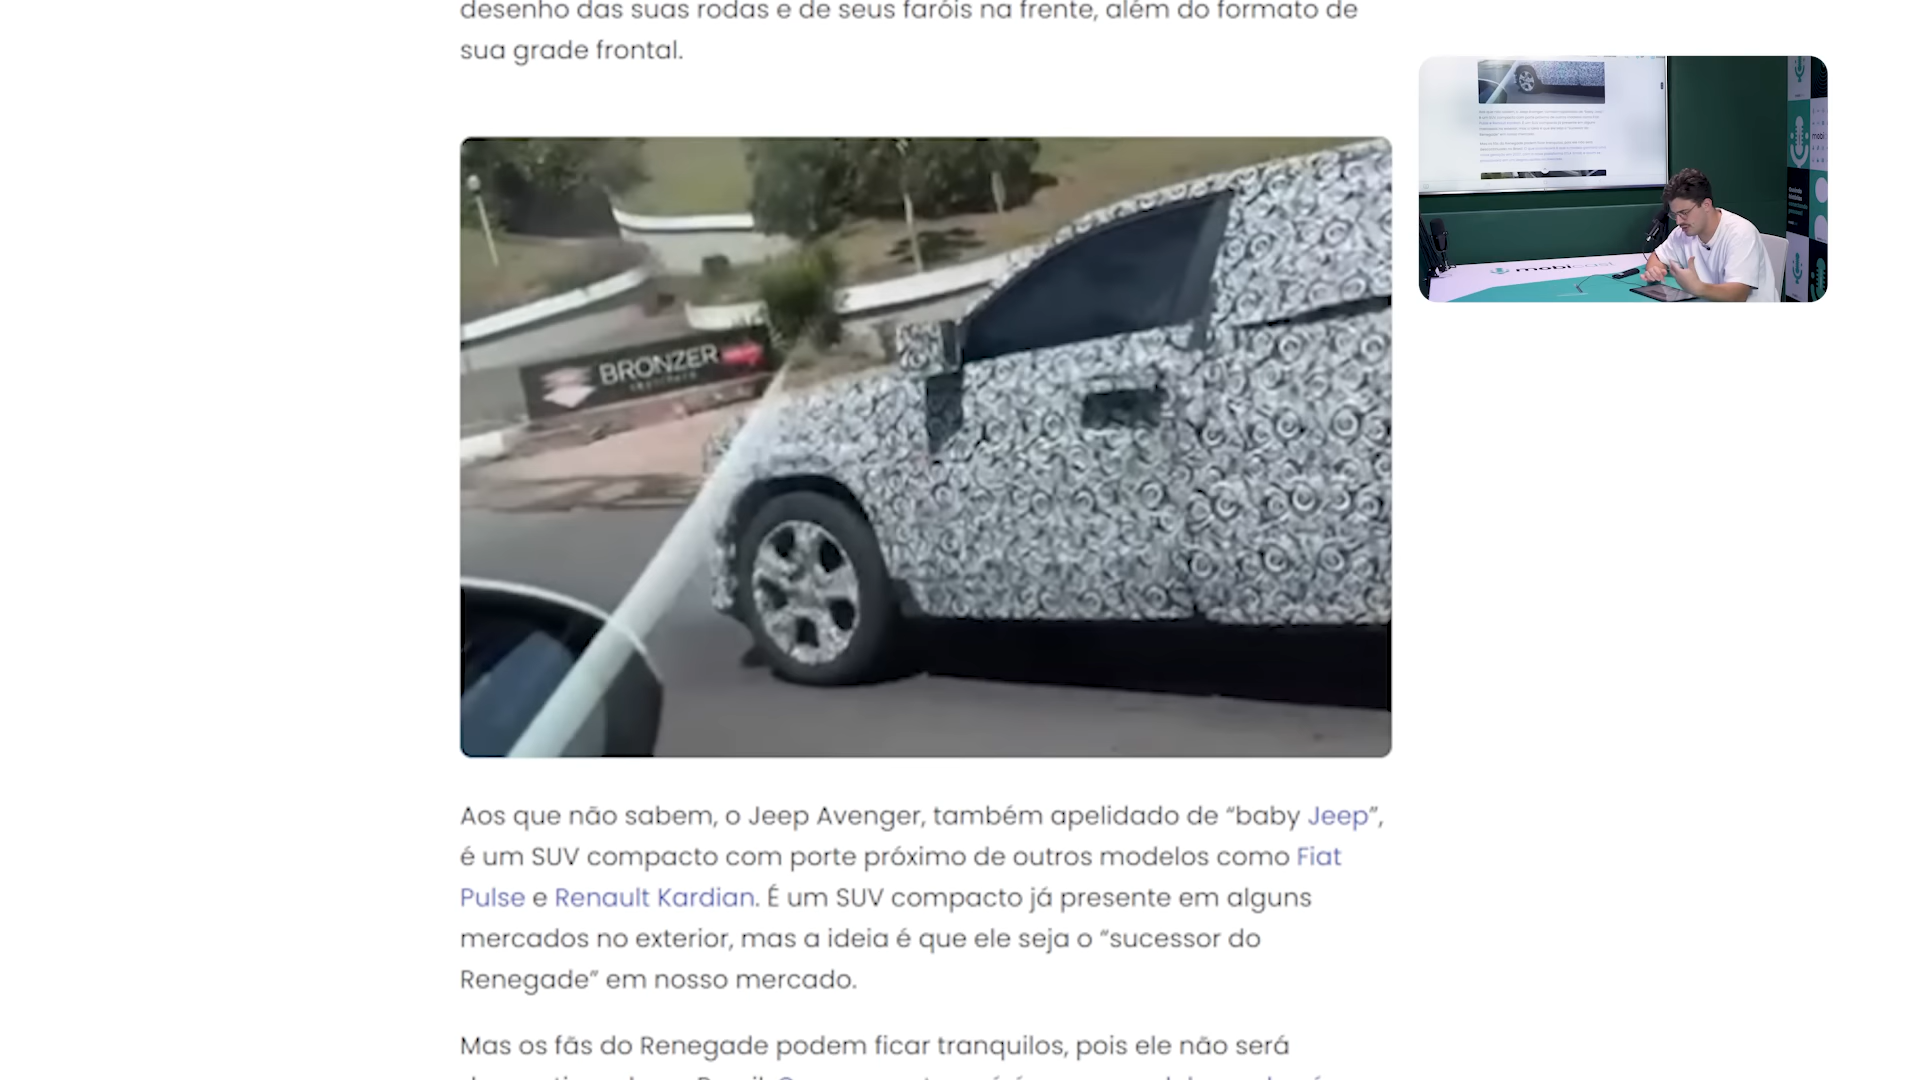 desenho das suas rodas e de seus faróis na frente, além do formato de
sua grade frontal.
BRONZER
mobicast
Aos que não sabem, o Jeep Avenger, também apelidado de “baby Jeep”,
é um SUV compacto com porte próximo de outros modelos como Fiat
Pulse e Renault Kardian. É um SUV compacto já presente em alguns
mercados no exterior, mas a ideia é que ele seja o “sucessor do
Renegade” em nosso mercado.
Mas os fãs do Renegade podem ficar tranquilos, pois ele não será